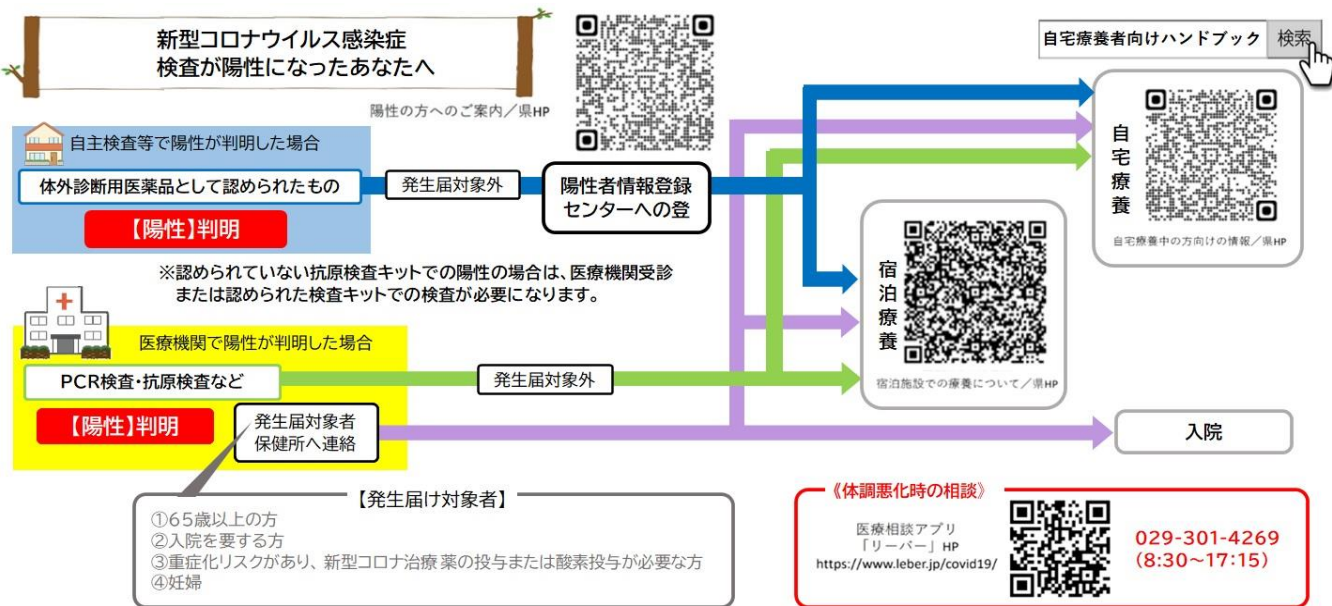 新型コロナウイルス感染症
検査が陽性になったあなたへ
陽性の方へのご案内／県HP
自宅療養者向けハンドブック 検索
自主検査等で陽性が判明した場合
体外診断用医薬品として認められたもの
【陽性】判明
発生届対象外
陽性者情報登録
センターへの登
自宅療養
自宅療養中の方向けの情報／県HP
※認められていない抗原検査キットでの陽性の場合は、医療機関受診
または認められた検査キットでの検査が必要になります。
宿泊療養
宿泊施設での療養について／県HP
医療機関で陽性が判明した場合
PCR検査・抗原検査など
発生届対象外
【陽性】判明
発生届対象者
保健所へ連絡
入院
【発生届け対象者】
①65歳以上の方
②入院を要する方
③重症化リスクがあり、新型コロナ治療 薬の投与または酸素投与が必要な方
④妊婦
《体調悪化時の相談》
医療相談アプリ
「リーバー」HP
https://www.leber.jp/covid19/
029-301-4269
(8:30～17:15)